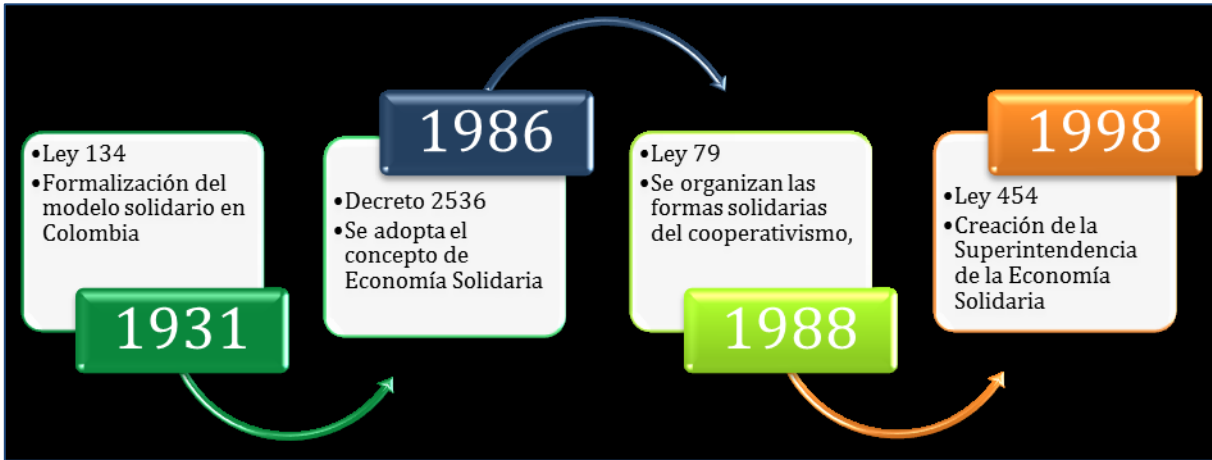 •Ley 134
•Formalización del
modelo solidario en
Colombia
1931
1986
•Decreto 2536
•Se adopta el
concepto de
Economía Solidaria
•Ley 79
•Se organizan las
formas solidarias
del cooperativismo,
1988
1998
•Ley 454
•Creación de la
Superintendencia
de la Economía
Solidaria